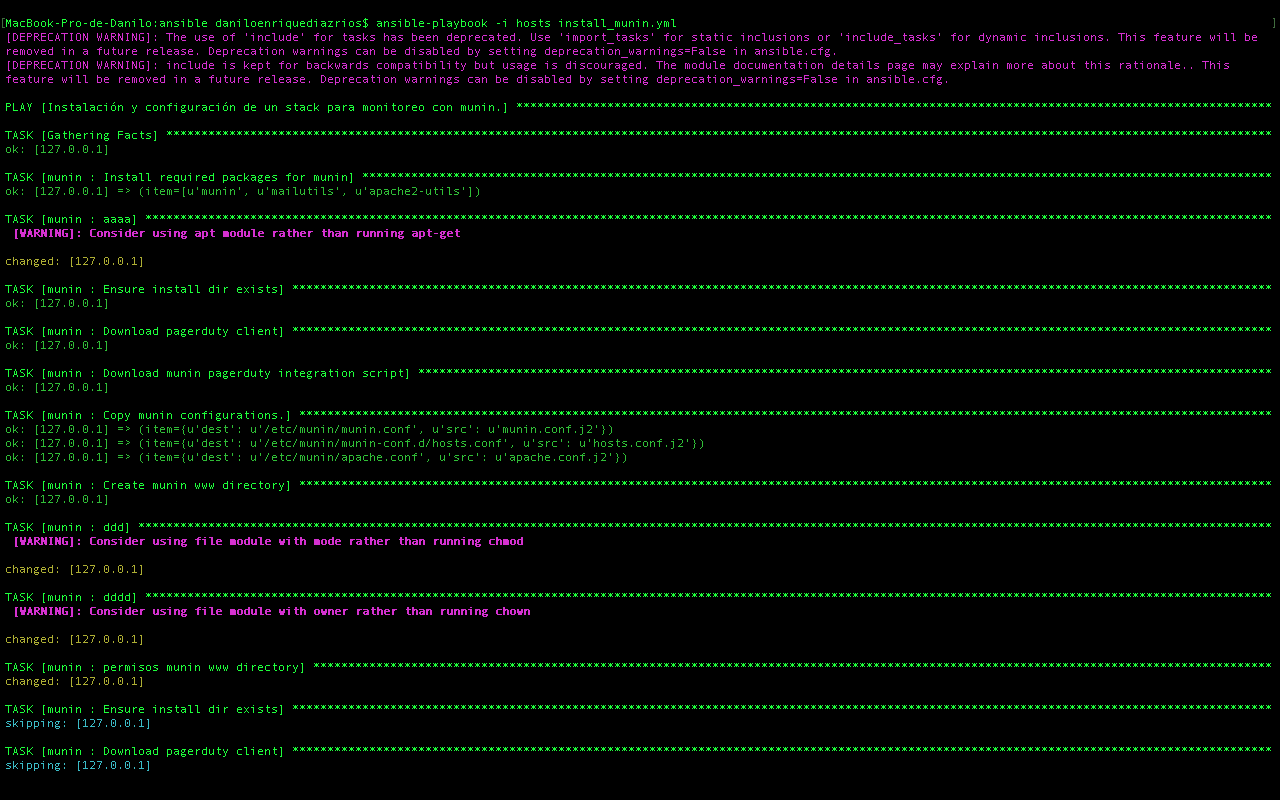 [MacBook-Pro-de-Danilo:ansible daniloenriquediazrios$ ansible-playbook -i hosts install_munin.yml ]
[DEPRECATION WARNING]: The use of 'include' for tasks has been deprecated. Use 'import_tasks' for static inclusions or 'include_tasks' for dynamic inclusions. This feature will be
removed in a future release. Deprecation warnings can be disabled by setting deprecation_warnings=False in ansible.cfg.
[DEPRECATION WARNING]: include is kept for backwards compatibility but usage is discouraged. The module documentation details page may explain more about this rationale.. This
feature will be removed in a future release. Deprecation warnings can be disabled by setting deprecation_warnings=False in ansible.cfg.
PLAY [Instalación y configuración de un stack para monitoreo con munin.] ************************************************************************************************************
TASK [Gathering Facts] **************************************************************************************************************************************************************
ok: [127.0.0.1]
TASK [munin : Install required packages for munin] **********************************************************************************************************************************
ok: [127.0.0.1] => (item=[u'munin', u'mailutils', u'apache2-utils'])
TASK [munin : aaaa] *****************************************************************************************************************************************************************
[WARNING]: Consider using apt module rather than running apt-get
changed: [127.0.0.1]
TASK [munin : Ensure install dir exists] ********************************************************************************************************************************************
ok: [127.0.0.1]
TASK [munin : Download pagerduty client] ********************************************************************************************************************************************
ok: [127.0.0.1]
TASK [munin : Download munin pagerduty integration script] **************************************************************************************************************************
ok: [127.0.0.1]
TASK [munin : Copy munin configurations.] *******************************************************************************************************************************************
ok: [127.0.0.1] => (item={u'dest': u'/etc/munin/munin.conf', u'src': u'munin.conf.j2'})
ok: [127.0.0.1] => (item={u'dest': u'/etc/munin/munin-conf.d/hosts.conf', u'src': u'hosts.conf.j2'})
ok: [127.0.0.1] => (item={u'dest': u'/etc/munin/apache.conf', u'src': u'apache.conf.j2'})
TASK [munin : Create munin www directory] *******************************************************************************************************************************************
ok: [127.0.0.1]
TASK [munin : ddd] ******************************************************************************************************************************************************************
[WARNING]: Consider using file module with mode rather than running chmod
changed: [127.0.0.1]
TASK [munin : dddd] *****************************************************************************************************************************************************************
[WARNING]: Consider using file module with owner rather than running chown
changed: [127.0.0.1]
TASK [munin : permisos munin www directory] *****************************************************************************************************************************************
changed: [127.0.0.1]
TASK [munin : Ensure install dir exists] ********************************************************************************************************************************************
skipping: [127.0.0.1]
TASK [munin : Download pagerduty client] ********************************************************************************************************************************************
skipping: [127.0.0.1]